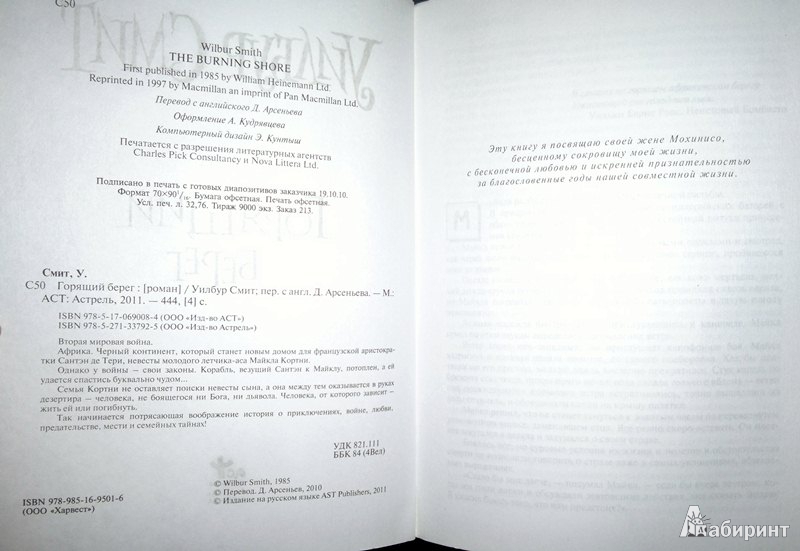 С50
Wilbur Smith
THE BURNING SHORE
First published in 1985 by William Heinemann Ltd.
Reprinted in 1997 by Macmillan an imprint of Pan Macmillan Ltd.
Перевод с английского Д. Арсеньева
Оформление А. Кудрявцева
Компьютерный дизайн Э. Кунтыш
Печатается с разрешения литературных агентств
Charles Pick Consultancy и Nova Littera Ltd.
Подписано в печать с готовых диапозитивов заказчика 19.10.10.
Формат 70×90 1/16. Бумага офсетная. Печать офсетная.
Усл. печ. л. 32,76. Тираж 9000 экз. Заказ 213.
Смит, У.
С50 Горящий берег : [роман] / Уилбур Смит; пер. с англ. Д. Арсеньева. — М.:
АСТ: Астрель, 2011. — 444, [4] с.
ISBN 978-5-17-069008-4 (ООО «Изд-во АСТ»)
ISBN 978-5-271-33792-5 (ООО «Изд-во Астрель»)
Вторая мировая война.
Африка. Черный континент, который станет новым домом для французской аристокра-
тки Сантэн де Тери, невесты молодого летчика-аса Майкла Кортни.
Однако у войны – свои законы. Корабль, везущий Сантэн к Майклу, потоплен, а ей
удается спастись буквально чудом...
Семья Кортни не оставляет поиски невесты сына, а она между тем оказывается в руках
дезертира – человека, не боящегося ни Бога, ни дьявола. Человека, от которого зависит –
жить ей или погибнуть.
Так начинается потрясающая воображение история о приключениях, войне, любви,
предательстве, мести и семейных тайнах!
УДК 821.111
ББК 84 (4Вел)
© Wilbur Smith, 1985
© Перевод. Д. Арсеньев, 2010
© Издание на русском языке AST Publishers, 2011
ISBN 978-985-16-9501-6
(ООО «Харвест»)
Эту книгу я посвящаю своей жене Мохинисо,
бесценному сокровищу моей жизни,
с бесконечной любовью и искренней признательностью
за благословенные годы нашей совместной жизни.
Лабиринт